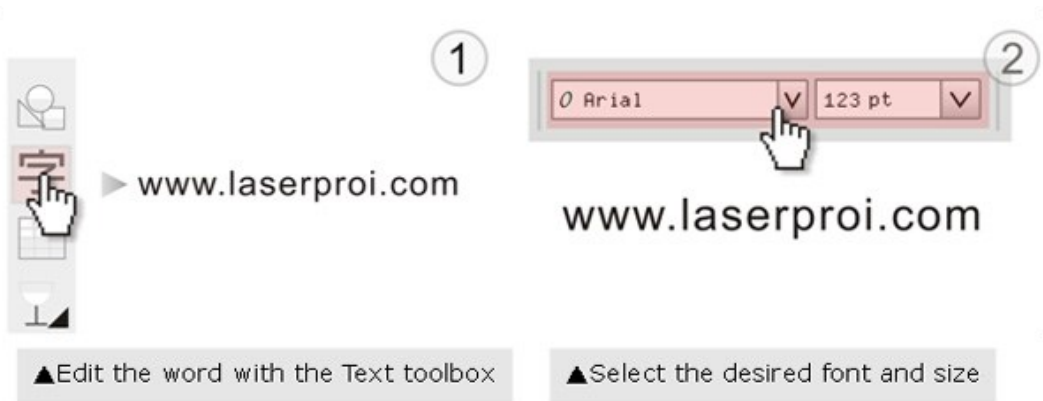 1
字
www.laserproi.com
▲Edit the word with the Text toolbox
2
O Arial
123 pt
www.laserproi.com
▲Select the desired font and size